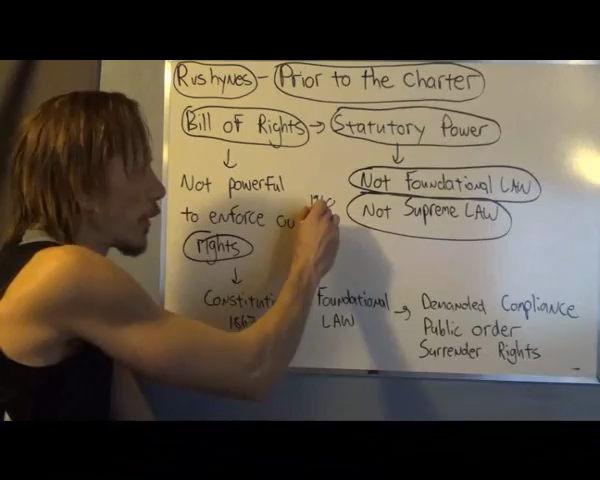 Rushynes - Prior to the Charter
Bill of Rights → Statutory Power
Not powerful
Not Foundational LAW
to enforce
Not Supreme LAW
rights
Foundational → Demanded Compliance
LAW Public order
Surrender Rights